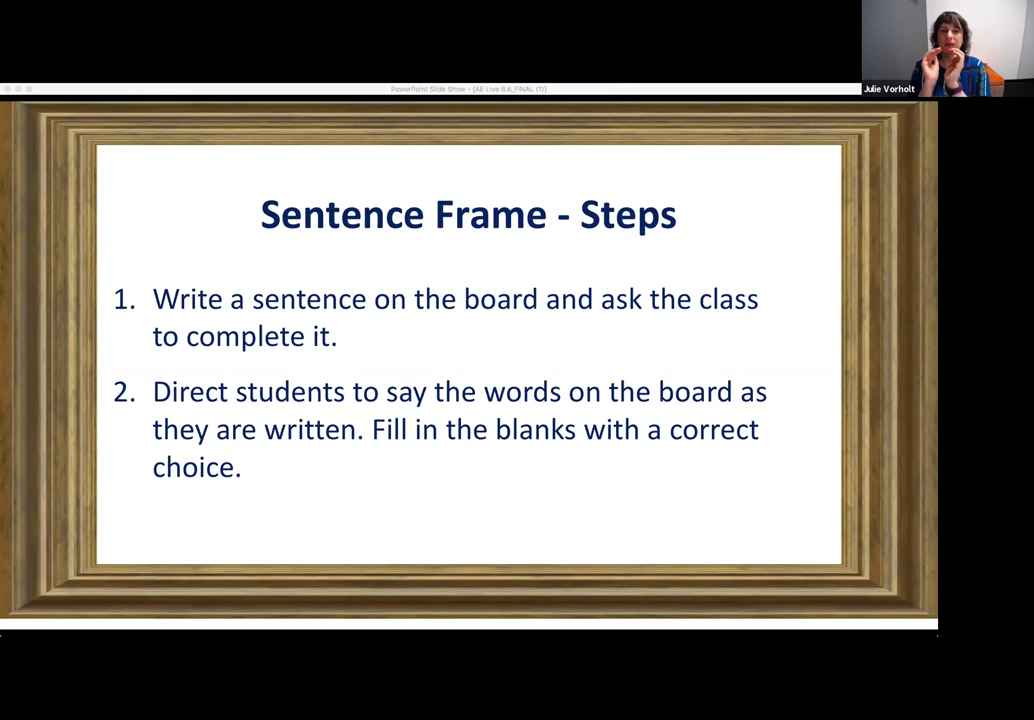 Julie Vorholt
PowerPoint Slide Show - [AE Live 6.6_FINAL (1)]
Sentence Frame - Steps
1. Write a sentence on the board and ask the class
to complete it.
2. Direct students to say the words on the board as
they are written. Fill in the blanks with a correct
choice.